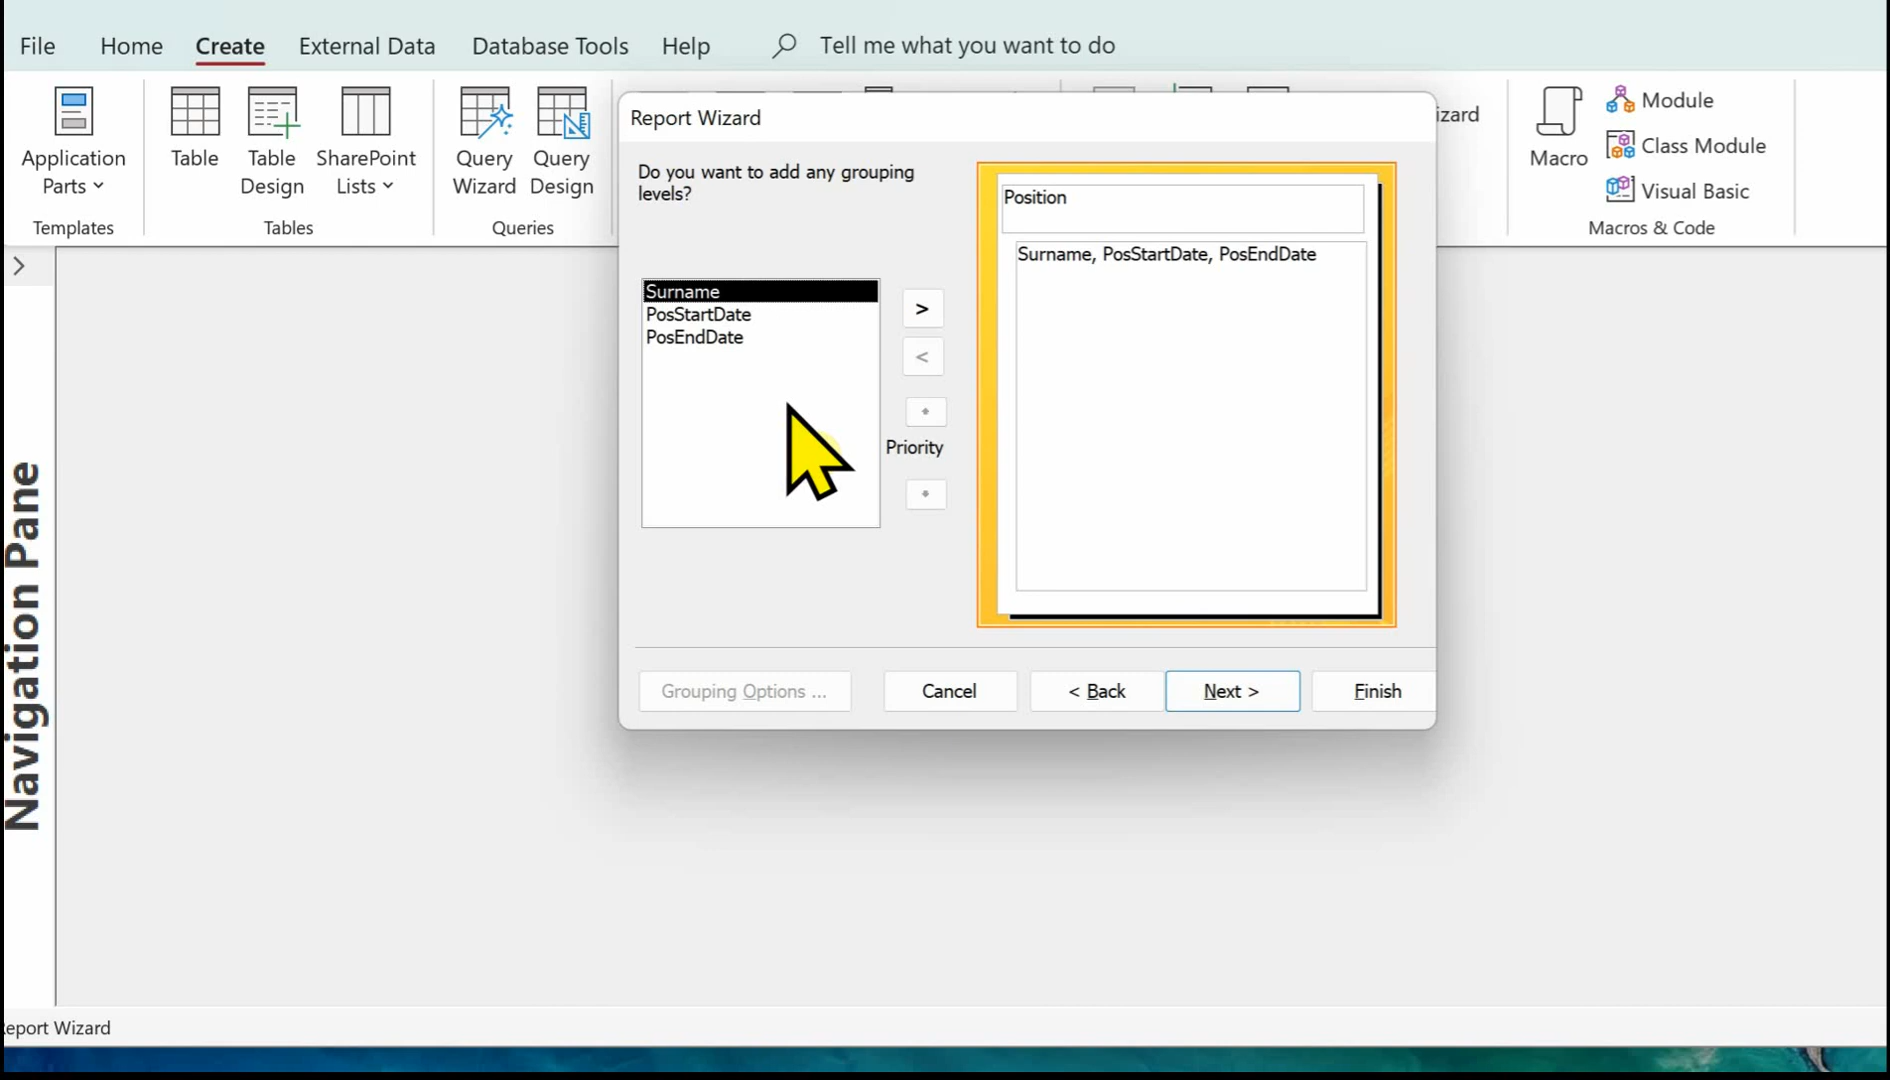 File Home Create External Data Database Tools Help Tell me what you want to do
Application Parts
Table
Table Design
SharePoint Lists
Query Wizard
Query Design
Templates
Tables
Queries
Macro
Module
Class Module
Visual Basic
Macros & Code
Report Wizard
Do you want to add any grouping
levels?
Surname
PosStartDate
PosEndDate
>
<
Priority
Position
Surname, PosStartDate, PosEndDate
Grouping Options ...
Cancel
< Back
Next >
Finish
Navigation Pane
eport Wizard